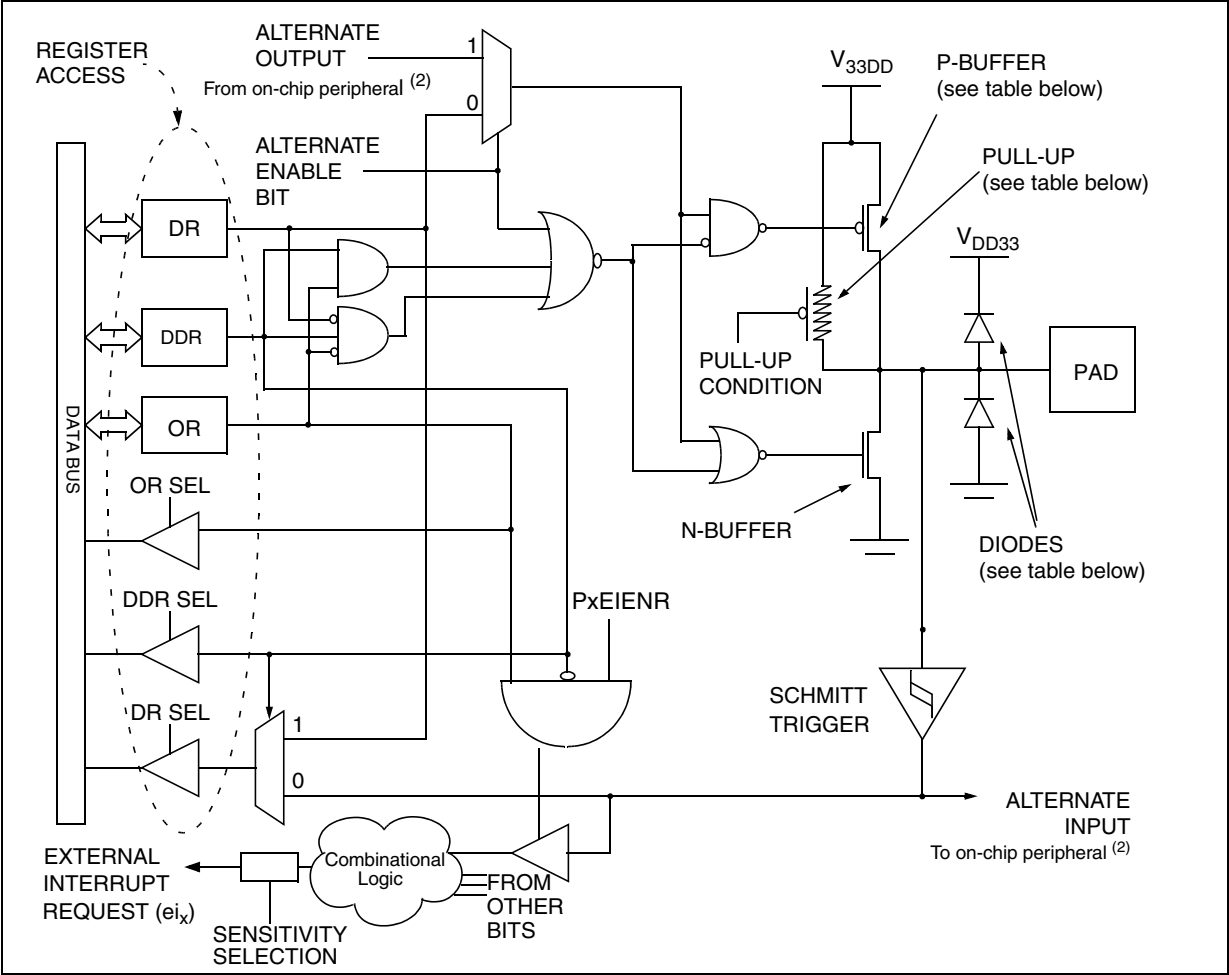 REGISTER
ACCESS
ALTERNATE
OUTPUT
From on-chip peripheral (2)
1
0
ALTERNATE
ENABLE
BIT
V33DD
P-BUFFER
(see table below)
PULL-UP
(see table below)
VDD33
DR
DDR
OR
DATA BUS
PULL-UP
CONDITION
PAD
OR SEL
N-BUFFER
DIODES
(see table below)
DDR SEL
PxEIENR
DR SEL
1
0
SCHMITT
TRIGGER
ALTERNATE
INPUT
To on-chip peripheral (2)
EXTERNAL
INTERRUPT
REQUEST (eix)
Combinational
Logic
FROM
OTHER
BITS
SENSITIVITY
SELECTION